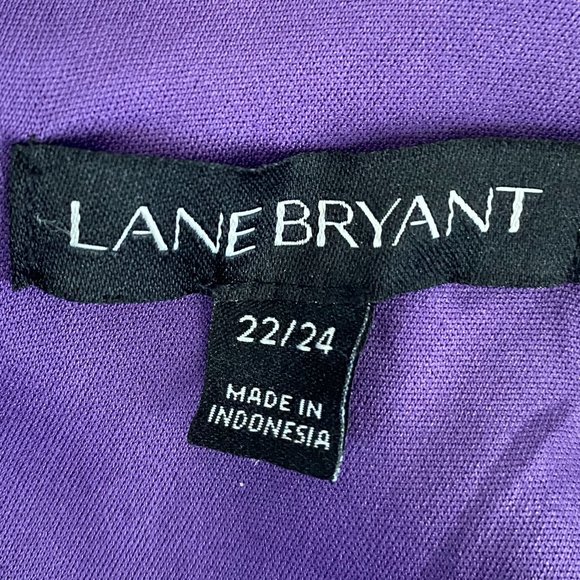 LANE BRYANT
22/24
MADE IN
INDONESIA